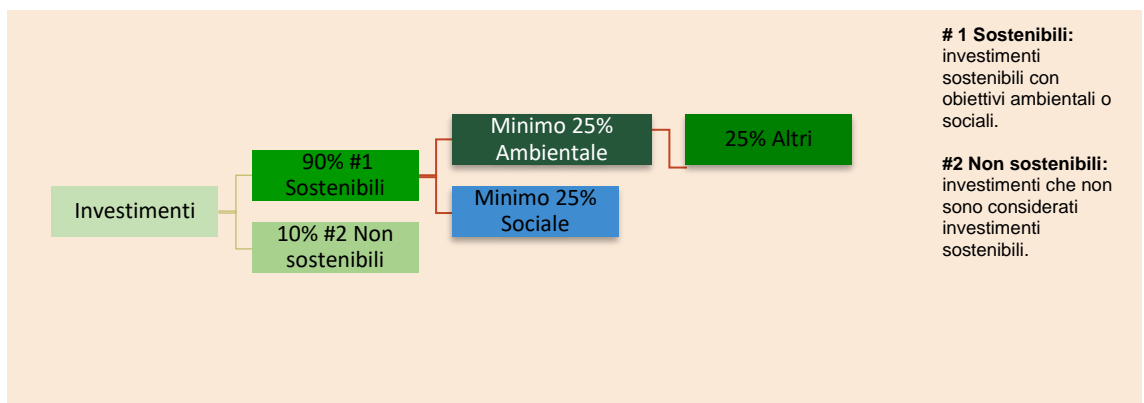 Investimenti
90% #1
Sostenibili
10% #2 Non
sostenibili
Minimo 25%
Ambientale
Minimo 25%
Sociale
25% Altri
# 1 Sostenibili:
investimenti
sostenibili con
obiettivi ambientali o
sociali.
#2 Non sostenibili:
investimenti che non
sono considerati
investimenti
sostenibili.